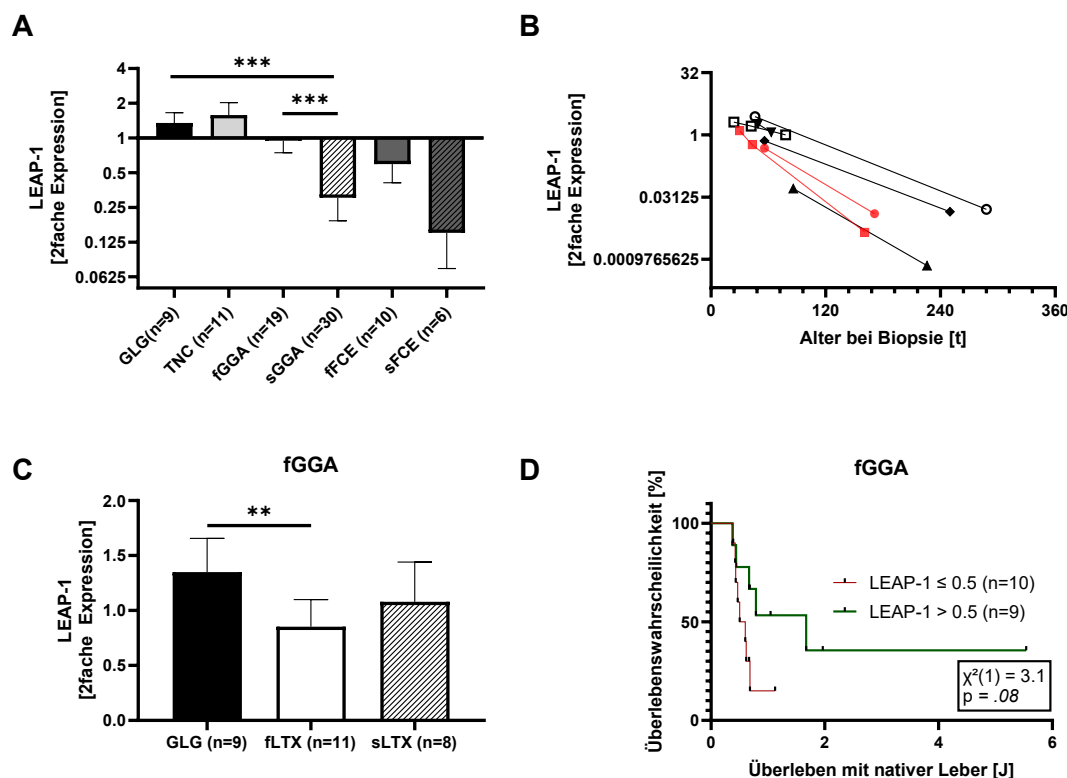 A
LEAP-1
[2fache Expression]
4
2
1
0.5
0.25
0.125
0.0625
***
***
GLG(n=9)
TNC (n=11)
fGGA (n=19)
sGGA (n=30)
fFCE (n=10)
sFCE (n=6)
B
LEAP-1
[2fache Expression]
32
1
0.03125
0.0009765625
0
120
240
360
Alter bei Biopsie [t]
C
fGGA
LEAP-1
[2fache Expression]
2.0
1.5
1.0
0.5
0.0
**
GLG (n=9)
fLTX (n=11)
sLTX (n=8)
D
fGGA
Überlebenswahrscheilichkeit [%]
100
50
0
LEAP-1 ≤ 0.5 (n=10)
LEAP-1 > 0.5 (n=9)
χ²(1) = 3.1
p = .08
0
2
4
6
Überleben mit nativer Leber [J]